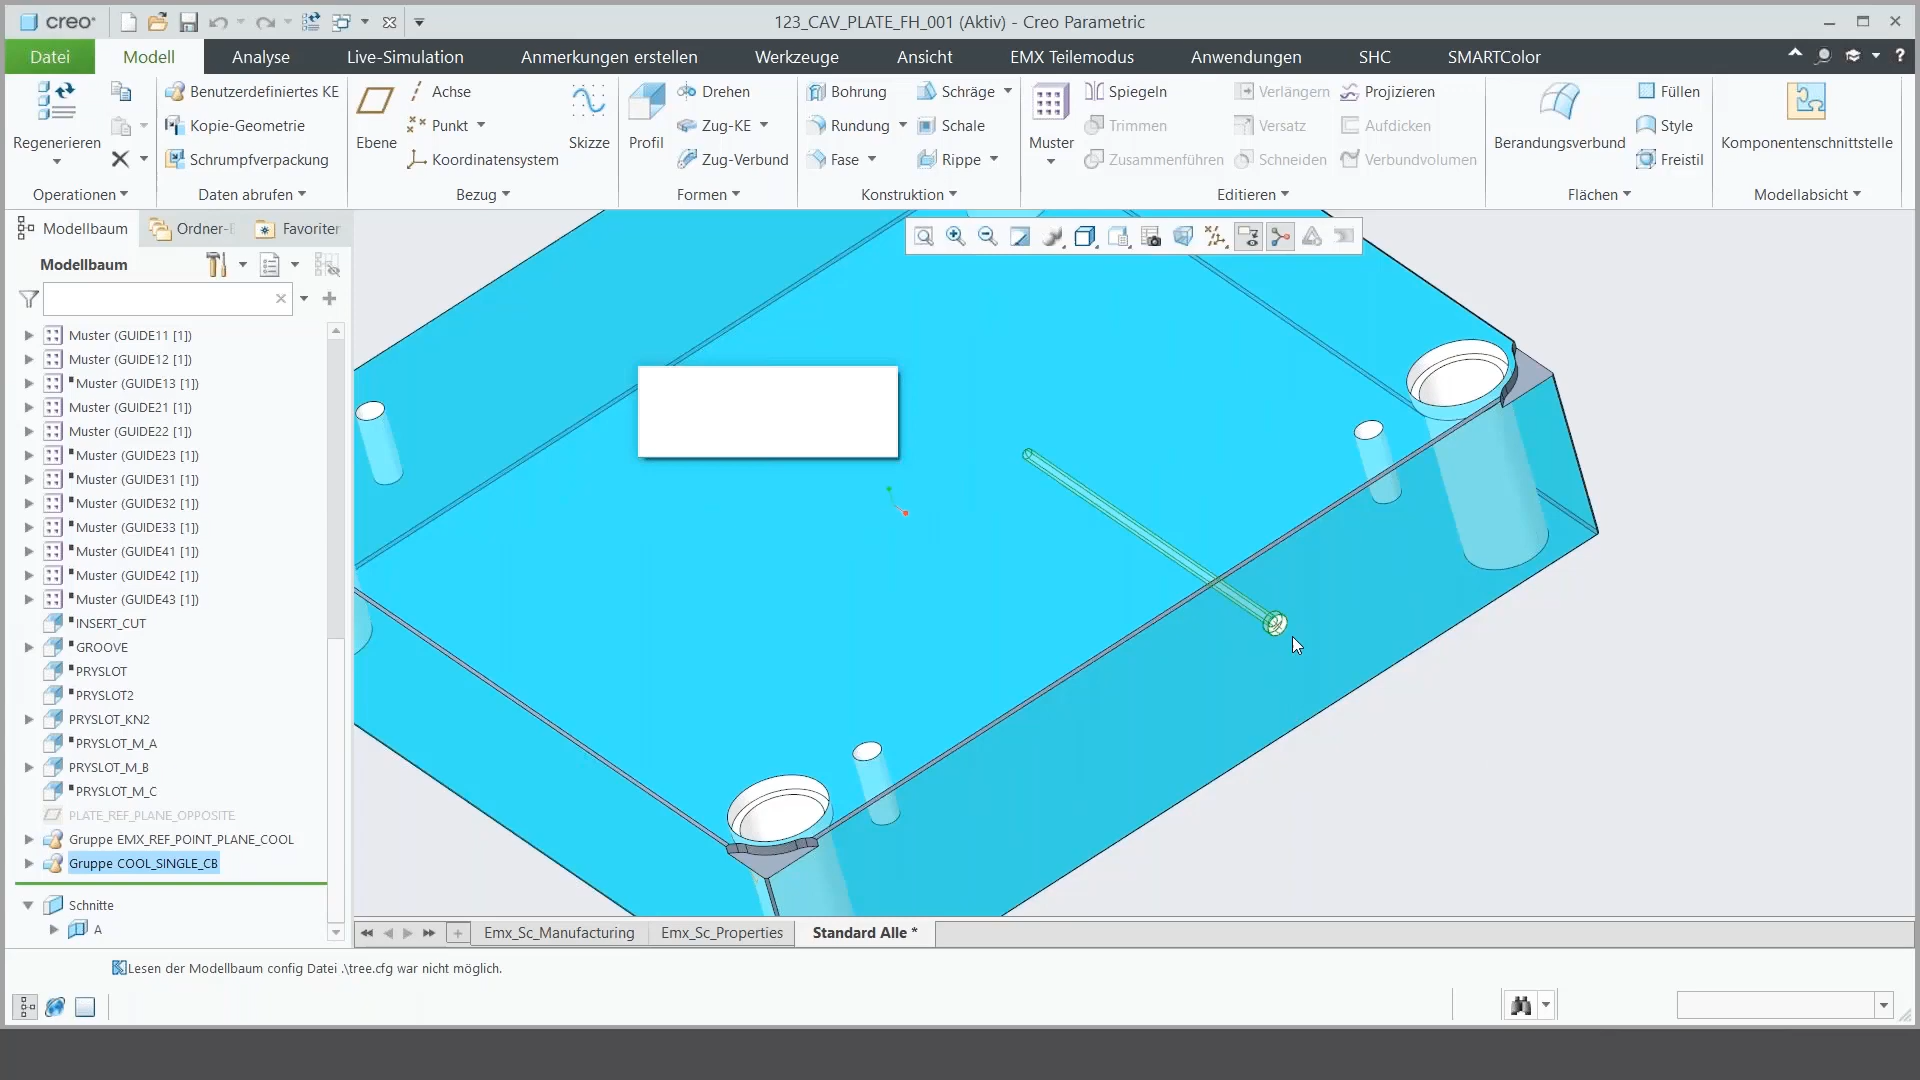 creo
123_CAV_PLATE_FH_001 (Aktiv) - Creo Parametric
Datei
Modell
Analyse
Live-Simulation
Anmerkungen erstellen
Werkzeuge
Ansicht
EMX Teilemodus
Anwendungen
SHC
SMARTColor
Regenerieren
Operationen
Benutzerdefiniertes KE
Kopie-Geometrie
Schrumpfverpackung
Daten abrufen
Ebene
Achse
Punkt
Koordinatensystem
Skizze
Bezug
Profil
Drehen
Zug-KE
Zug-Verbund
Formen
Bohrung
Rundung
Fase
Schräge
Schale
Rippe
Konstruktion
Muster
Spiegeln
Trimmen
Zusammenführen
Verlängern
Versatz
Schneiden
Projizieren
Aufdicken
Verbundvolumen
Editieren
Berandungsverbund
Füllen
Style
Freistil
Flächen
Komponentenschnittstelle
Modellabsicht
Modellbaum
Ordner-
Favoriter
Modellbaum
Muster (GUIDE11 [1])
Muster (GUIDE12 [1])
Muster (GUIDE13 [1])
Muster (GUIDE21 [1])
Muster (GUIDE22 [1])
Muster (GUIDE23 [1])
Muster (GUIDE31 [1])
Muster (GUIDE32 [1])
Muster (GUIDE33 [1])
Muster (GUIDE41 [1])
Muster (GUIDE42 [1])
Muster (GUIDE43 [1])
INSERT_CUT
GROOVE
PRYSLOT
PRYSLOT2
PRYSLOT_KN2
PRYSLOT_M_A
PRYSLOT_M_B
PRYSLOT_M_C
PLATE_REF_PLANE_OPPOSITE
Gruppe EMX_REF_POINT_PLANE_COOL
Gruppe COOL_SINGLE_CB
Schnitte
A
Emx_Sc_Manufacturing
Emx_Sc_Properties
Standard Alle *
Lesen der Modellbaum config Datei .\tree.cfg war nicht möglich.